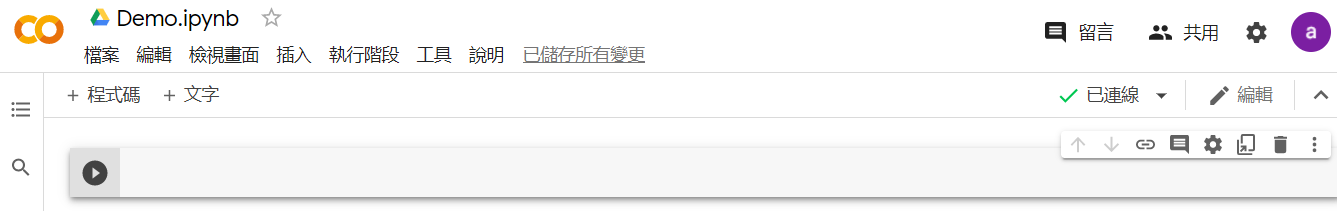 Demo.ipynb
檔案 編輯 檢視畫面 插入 執行階段 工具 說明 已儲存所有變更
留言 共用 a
+ 程式碼 + 文字
已連線 編輯